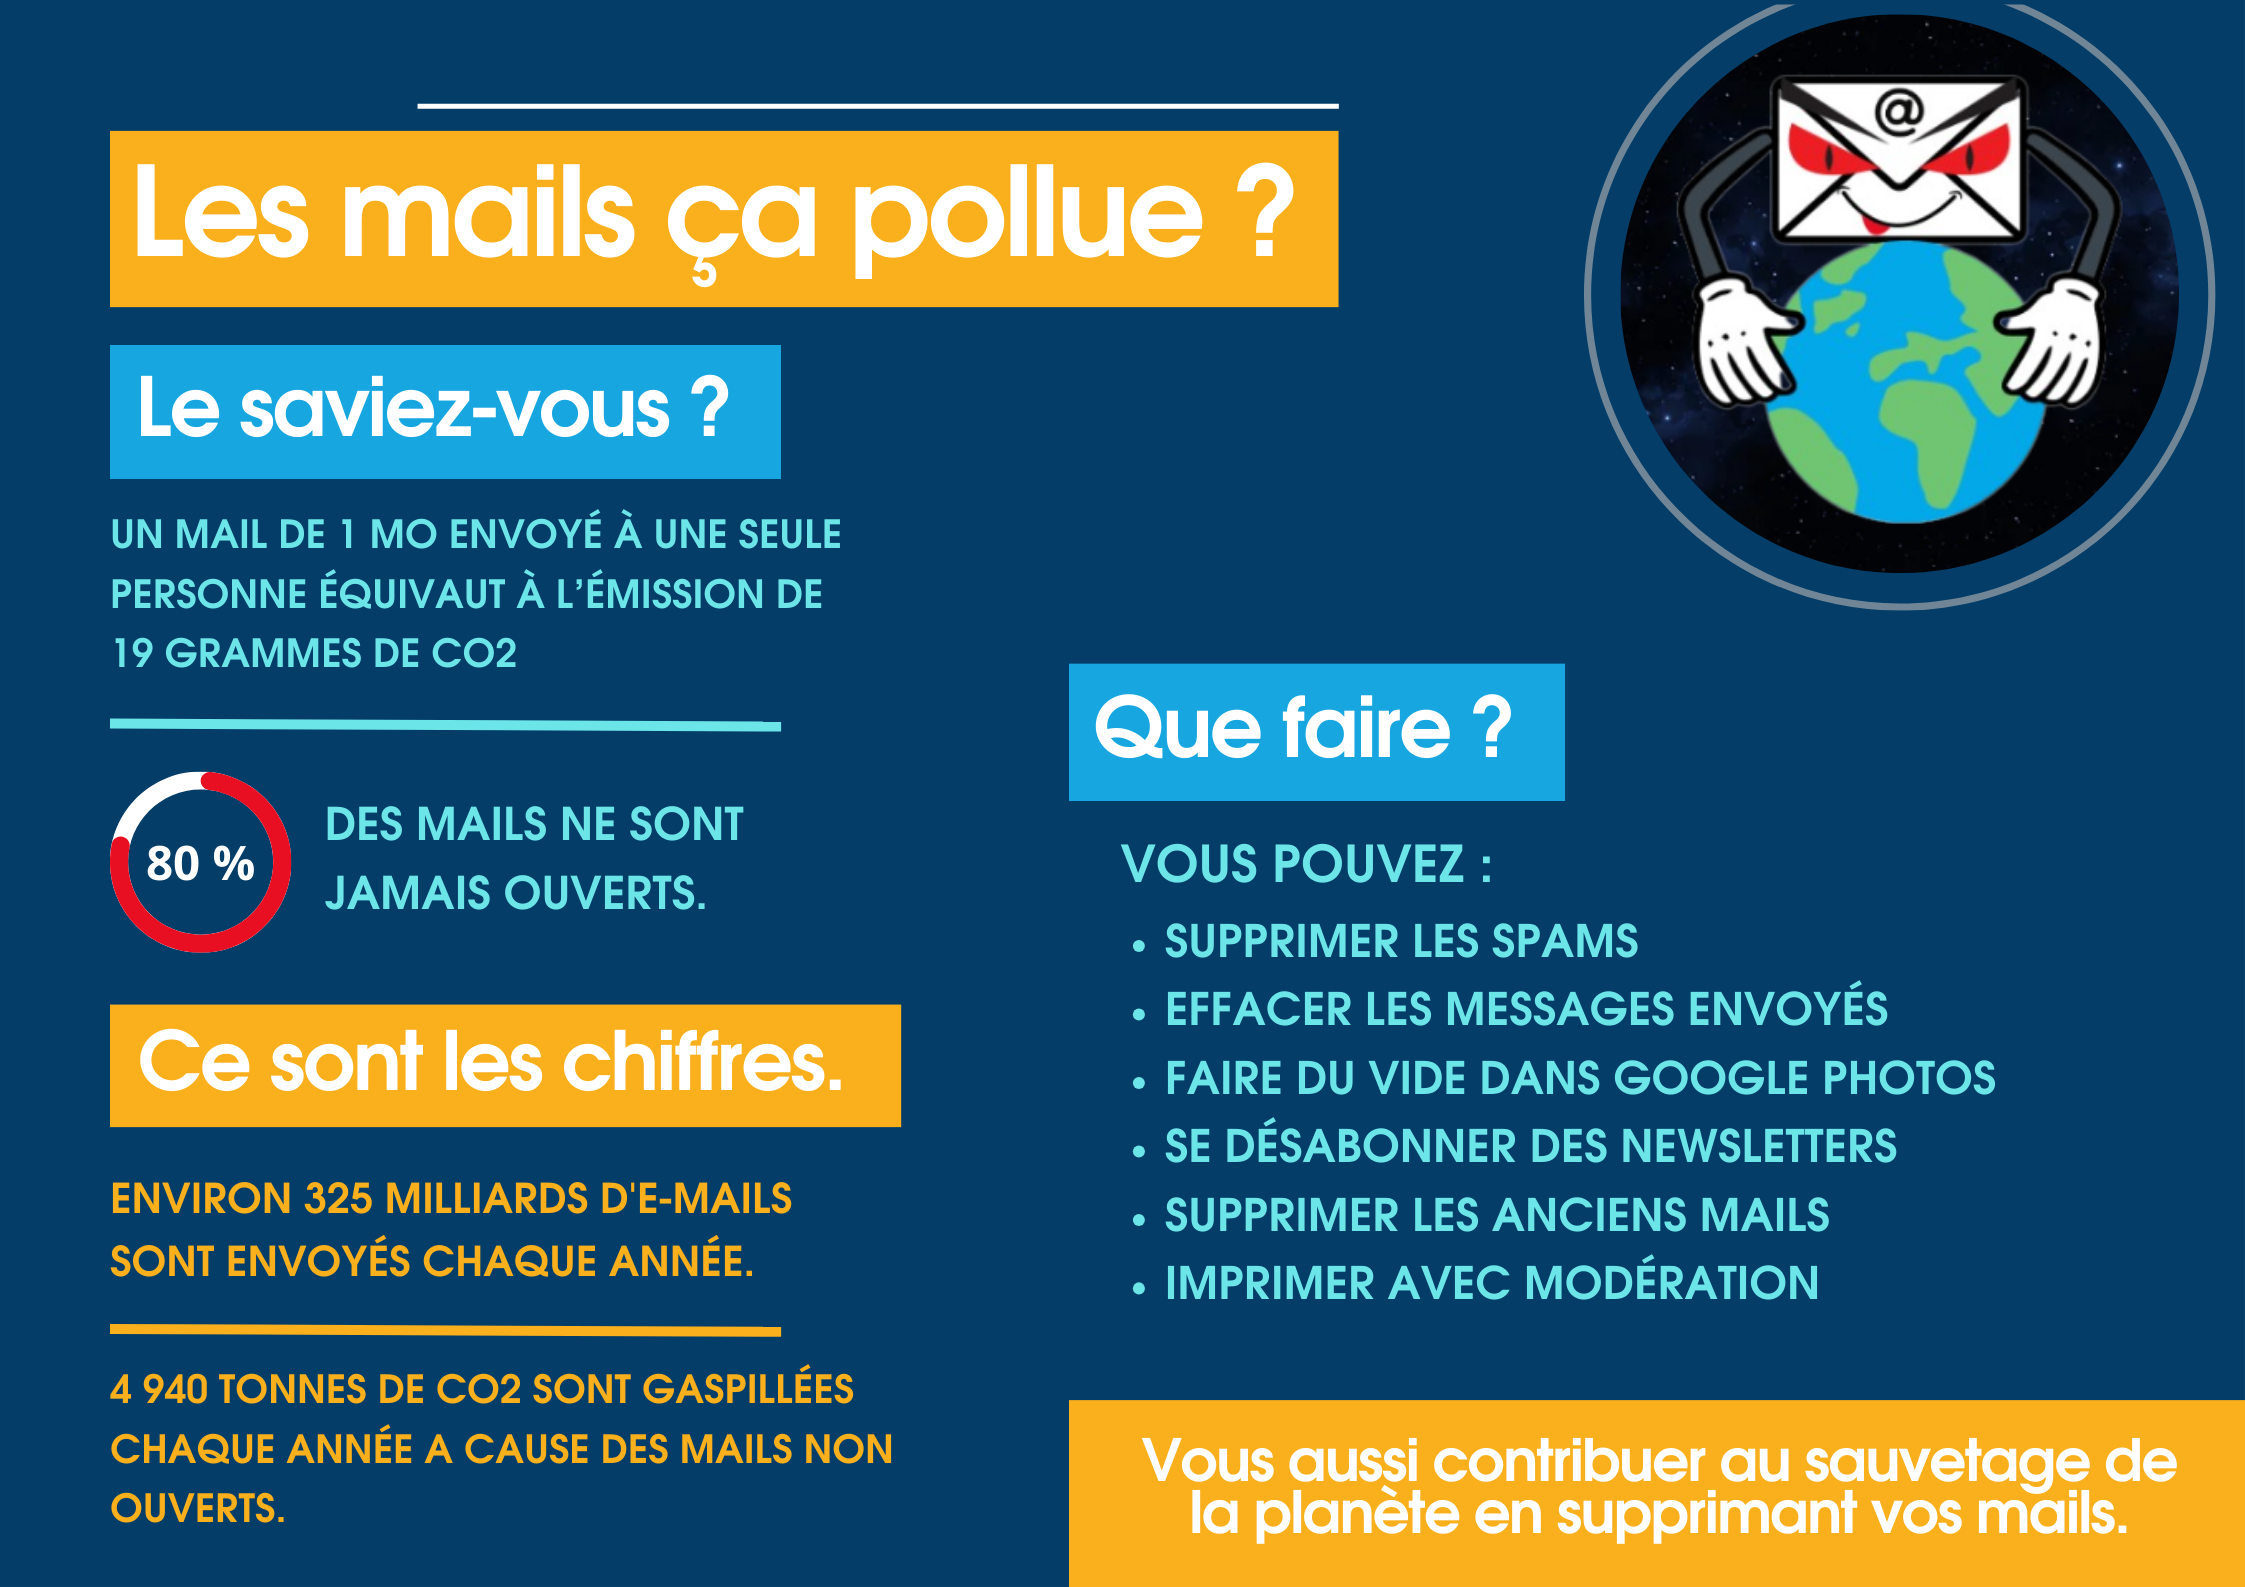 @
Les mails ça pollue ?
Le saviez-vous ?
UN MAIL DE 1 MO ENVOYÉ À UNE SEULE
PERSONNE ÉQUIVAUT À L’ÉMISSION DE
19 GRAMMES DE CO2
80 %
DES MAILS NE SONT
JAMAIS OUVERTS.
Ce sont les chiffres.
ENVIRON 325 MILLIARDS D'E-MAILS
SONT ENVOYÉS CHAQUE ANNÉE.
4 940 TONNES DE CO2 SONT GASPILLÉES
CHAQUE ANNÉE A CAUSE DES MAILS NON
OUVERTS.
Que faire ?
VOUS POUVEZ :
• SUPPRIMER LES SPAMS
• EFFACER LES MESSAGES ENVOYÉS
• FAIRE DU VIDE DANS GOOGLE PHOTOS
• SE DÉSABONNER DES NEWSLETTERS
• SUPPRIMER LES ANCIENS MAILS
• IMPRIMER AVEC MODÉRATION
Vous aussi contribuer au sauvetage de
la planète en supprimant vos mails.